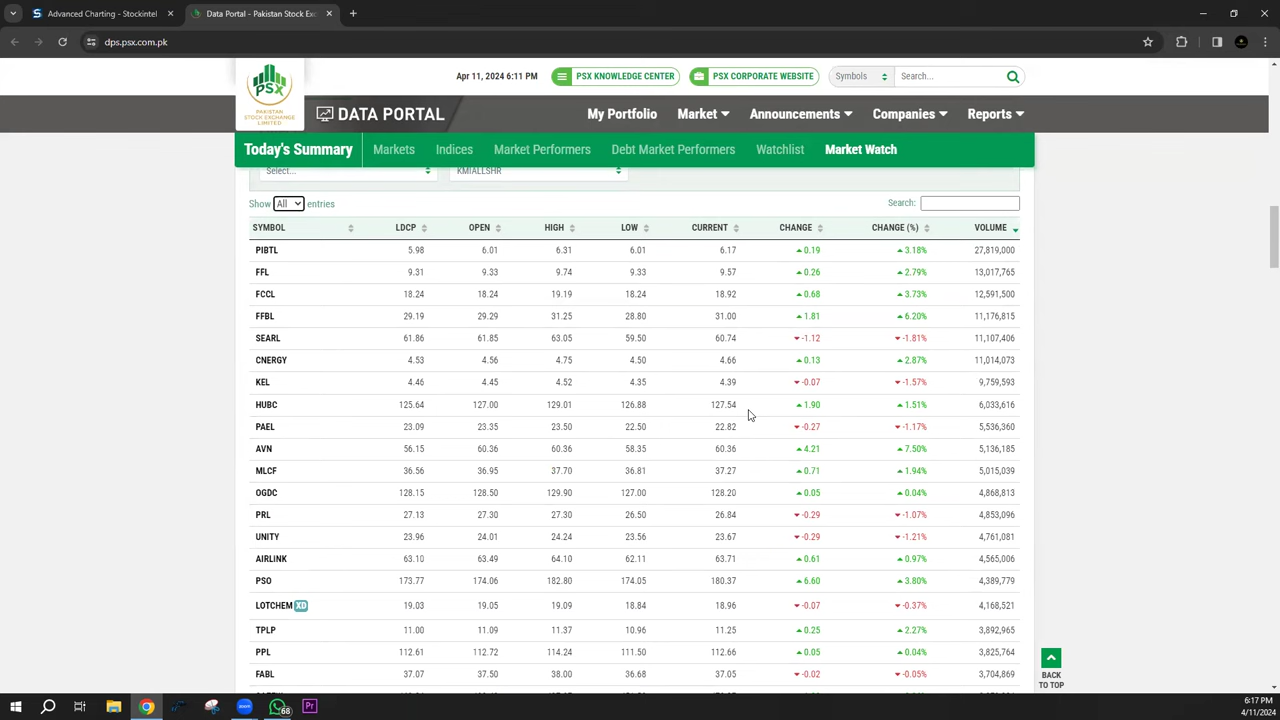 Advanced Charting - Stockintel
Data Portal - Pakistan Stock Exc
dps.psx.com.pk
PSX
PAKISTAN
STOCK EXCHANGE
LIMITED
Apr 11, 2024 6:11 PM
PSX KNOWLEDGE CENTER
PSX CORPORATE WEBSITE
Symbols
Search...
DATA PORTAL
My Portfolio
Market
Announcements
Companies
Reports
Today's Summary
Markets
Indices
Market Performers
Debt Market Performers
Watchlist
Market Watch
Select...
KMIALLSHR
Show All entries
Search:
SYMBOL LDCP OPEN HIGH LOW CURRENT CHANGE CHANGE (%) VOLUME
PIBTL 5.98 6.01 6.31 6.01 6.17 0.19 3.18% 27,819,000
FFL 9.31 9.33 9.74 9.33 9.57 0.26 2.79% 13,017,765
FCCL 18.24 18.24 19.19 18.24 18.92 0.68 3.73% 12,591,500
FFBL 29.19 29.29 31.25 28.80 31.00 1.81 6.20% 11,176,815
SEARL 61.86 61.85 63.05 59.50 60.74 -1.12 -1.81% 11,107,406
CNERGY 4.53 4.56 4.75 4.50 4.66 0.13 2.87% 11,014,073
KEL 4.46 4.45 4.52 4.35 4.39 -0.07 -1.57% 9,759,593
HUBC 125.64 127.00 129.01 126.88 127.54 1.90 1.51% 6,033,616
PAEL 23.09 23.35 23.50 22.50 22.82 -0.27 -1.17% 5,536,360
AVN 56.15 60.36 60.36 58.35 60.36 4.21 7.50% 5,136,185
MLCF 36.56 36.95 37.70 36.81 37.27 0.71 1.94% 5,015,039
OGDC 128.15 128.50 129.90 127.00 128.20 0.05 0.04% 4,868,813
PRL 27.13 27.30 27.30 26.50 26.84 -0.29 -1.07% 4,853,096
UNITY 23.96 24.01 24.24 23.56 23.67 -0.29 -1.21% 4,761,081
AIRLINK 63.10 63.49 64.10 62.11 63.71 0.61 0.97% 4,565,006
PSO 173.77 174.06 182.80 174.05 180.37 6.60 3.80% 4,389,779
LOTCHEM XD 19.03 19.05 19.09 18.84 18.96 -0.07 -0.37% 4,168,521
TPLP 11.00 11.09 11.37 10.96 11.25 0.25 2.27% 3,892,965
PPL 112.61 112.72 114.24 111.50 112.66 0.05 0.04% 3,825,764
FABL 37.07 37.50 38.00 36.68 37.05 -0.02 -0.05% 3,704,869
BACK
TO TOP
zoom
68
Pr
6:17 PM
4/11/2024